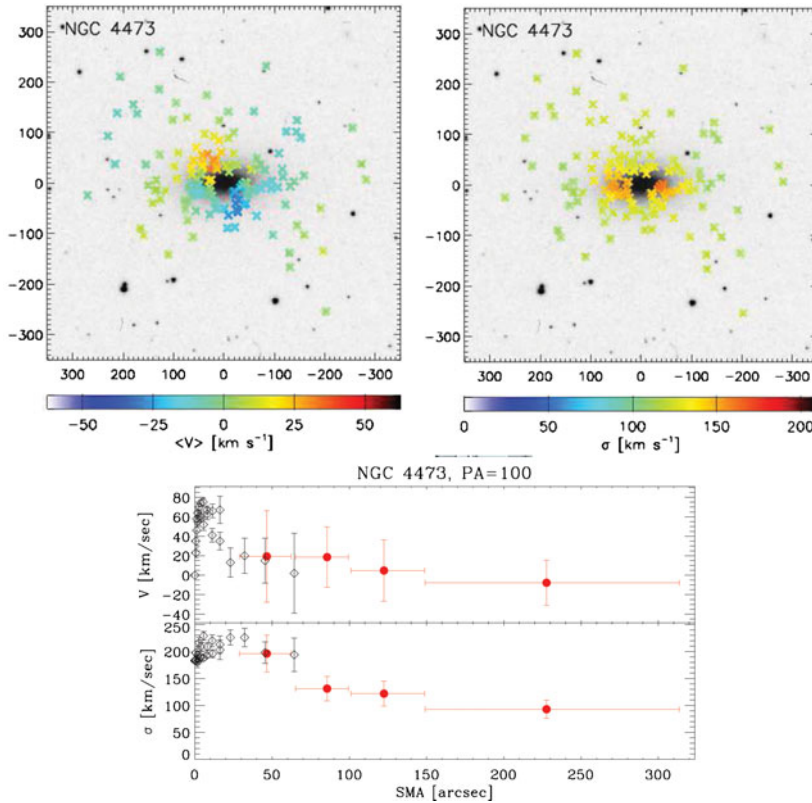 NGC 4473
300
200
100
0
-100
-200
-300
300 200 100 0 -100 -200 -300
-50 -25 0 25 50
<V> [km s⁻¹]
NGC 4473
300
200
100
0
-100
-200
-300
300 200 100 0 -100 -200 -300
0 50 100 150 200
σ [km s⁻¹]
NGC 4473, PA=100
V [km/sec]
80
60
40
20
0
-20
-40
σ [km/sec]
250
200
150
100
50
0
0 50 100 150 200 250 300
SMA [arcsec]